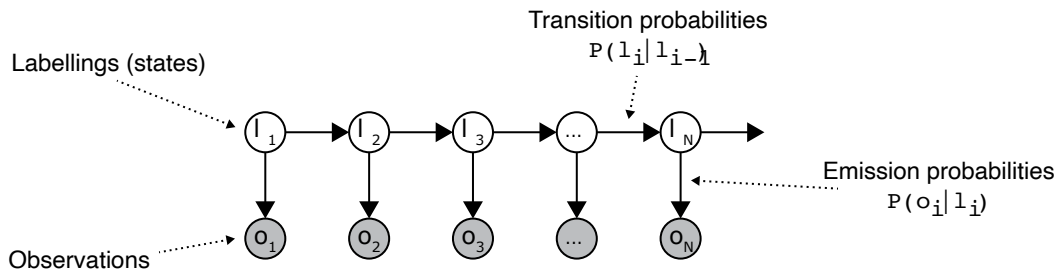 Transition probabilities
P(l_i|l_{i-1})
Labellings (states)
l_1 l_2 l_3 ... l_N
Emission probabilities
P(o_i|l_i)
o_1 o_2 o_3 ... o_N
Observations